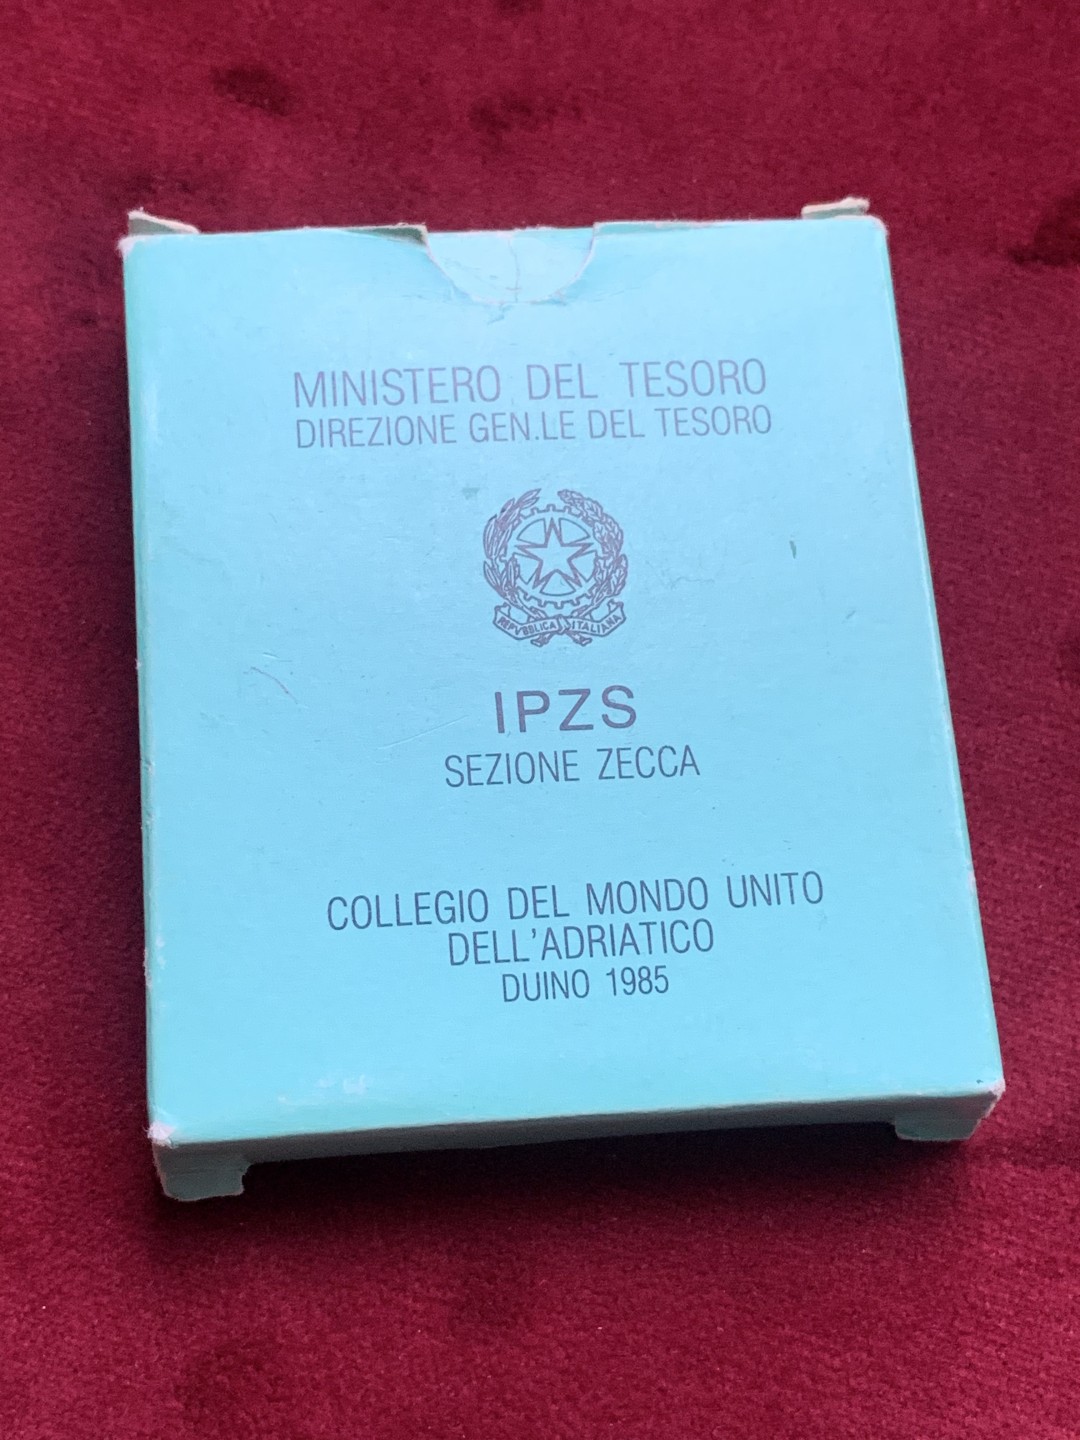 MINISTERO DEL TESORO
DIREZIONE GEN.LE DEL TESORO
REPVBBLICA ITALIANA
IPZS
SEZIONE ZECCA
COLLEGIO DEL MONDO UNITO
DELL'ADRIATICO
DUINO 1985